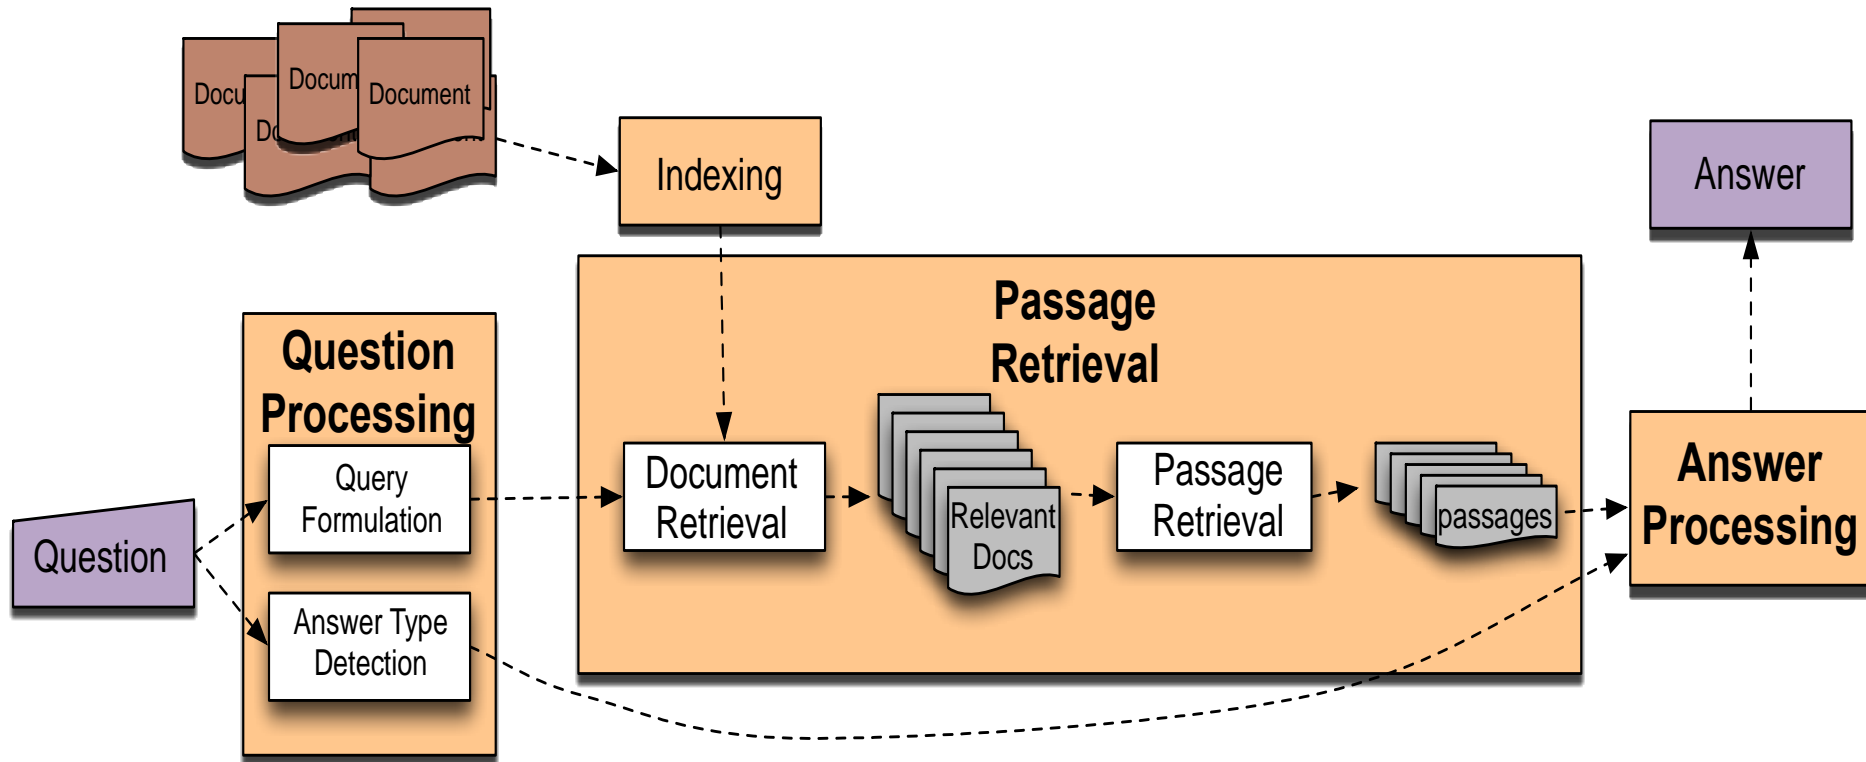 Docu
Docum
Document
Indexing
Answer
Passage
Retrieval
Question
Processing
Query
Formulation
Document
Retrieval
Relevant
Docs
Passage
Retrieval
passages
Answer
Processing
Question
Answer Type
Detection